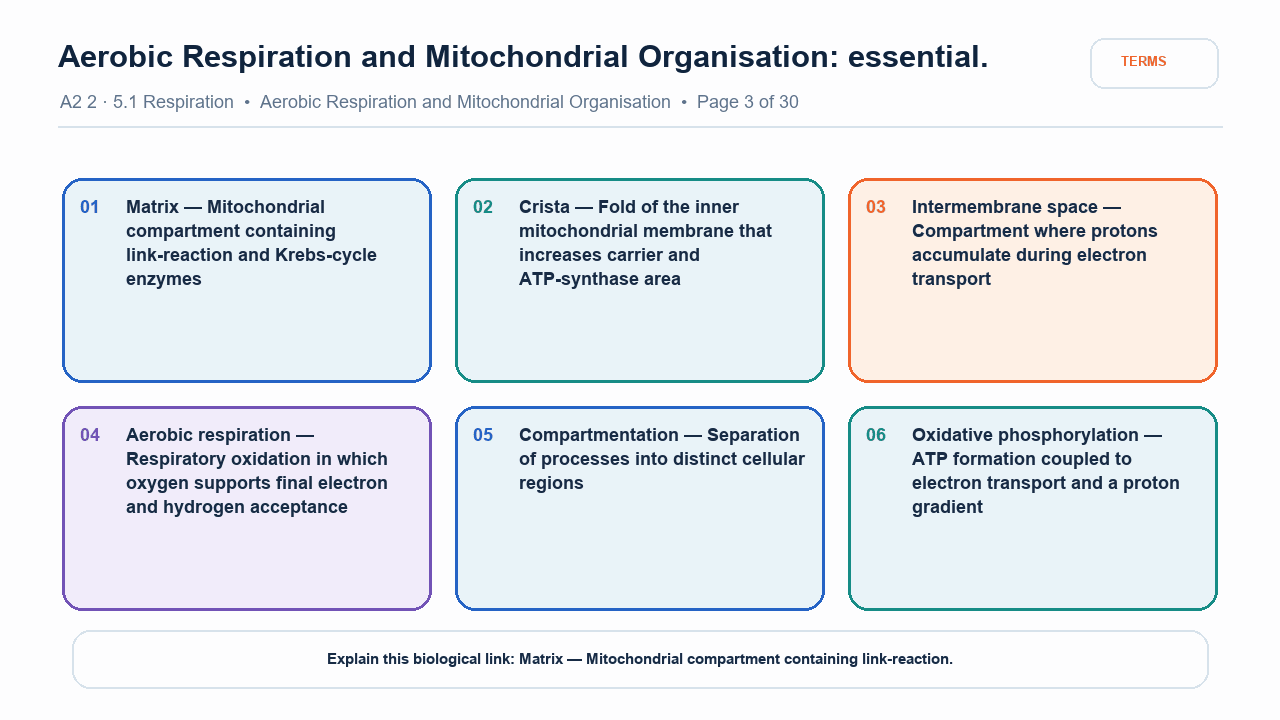 Aerobic Respiration and Mitochondrial Organisation: essential.
TERMS
A2 2 · 5.1 Respiration • Aerobic Respiration and Mitochondrial Organisation • Page 3 of 30
01
Matrix — Mitochondrial
compartment containing
link-reaction and Krebs-cycle
enzymes
02
Crista — Fold of the inner
mitochondrial membrane that
increases carrier and
ATP-synthase area
03
Intermembrane space —
Compartment where protons
accumulate during electron
transport
04
Aerobic respiration —
Respiratory oxidation in which
oxygen supports final electron
and hydrogen acceptance
05
Compartmentation — Separation
of processes into distinct cellular
regions
06
Oxidative phosphorylation —
ATP formation coupled to
electron transport and a proton
gradient
Explain this biological link: Matrix — Mitochondrial compartment containing link-reaction.